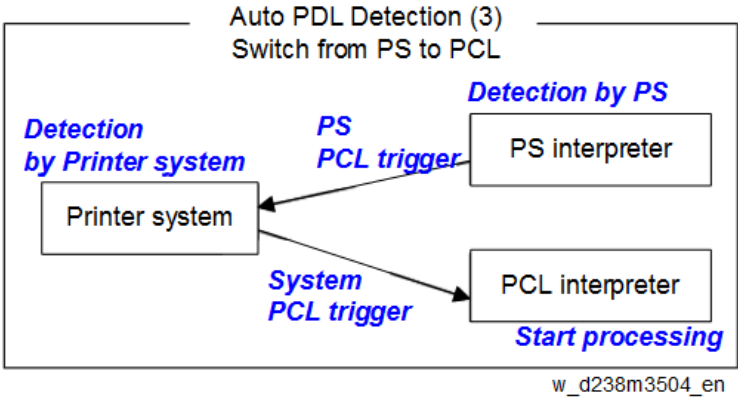 Auto PDL Detection (3)
Switch from PS to PCL
Detection by PS
Detection
by Printer system
PS
PCL trigger
PS interpreter
Printer system
System
PCL trigger
PCL interpreter
Start processing
w_d238m3504_en